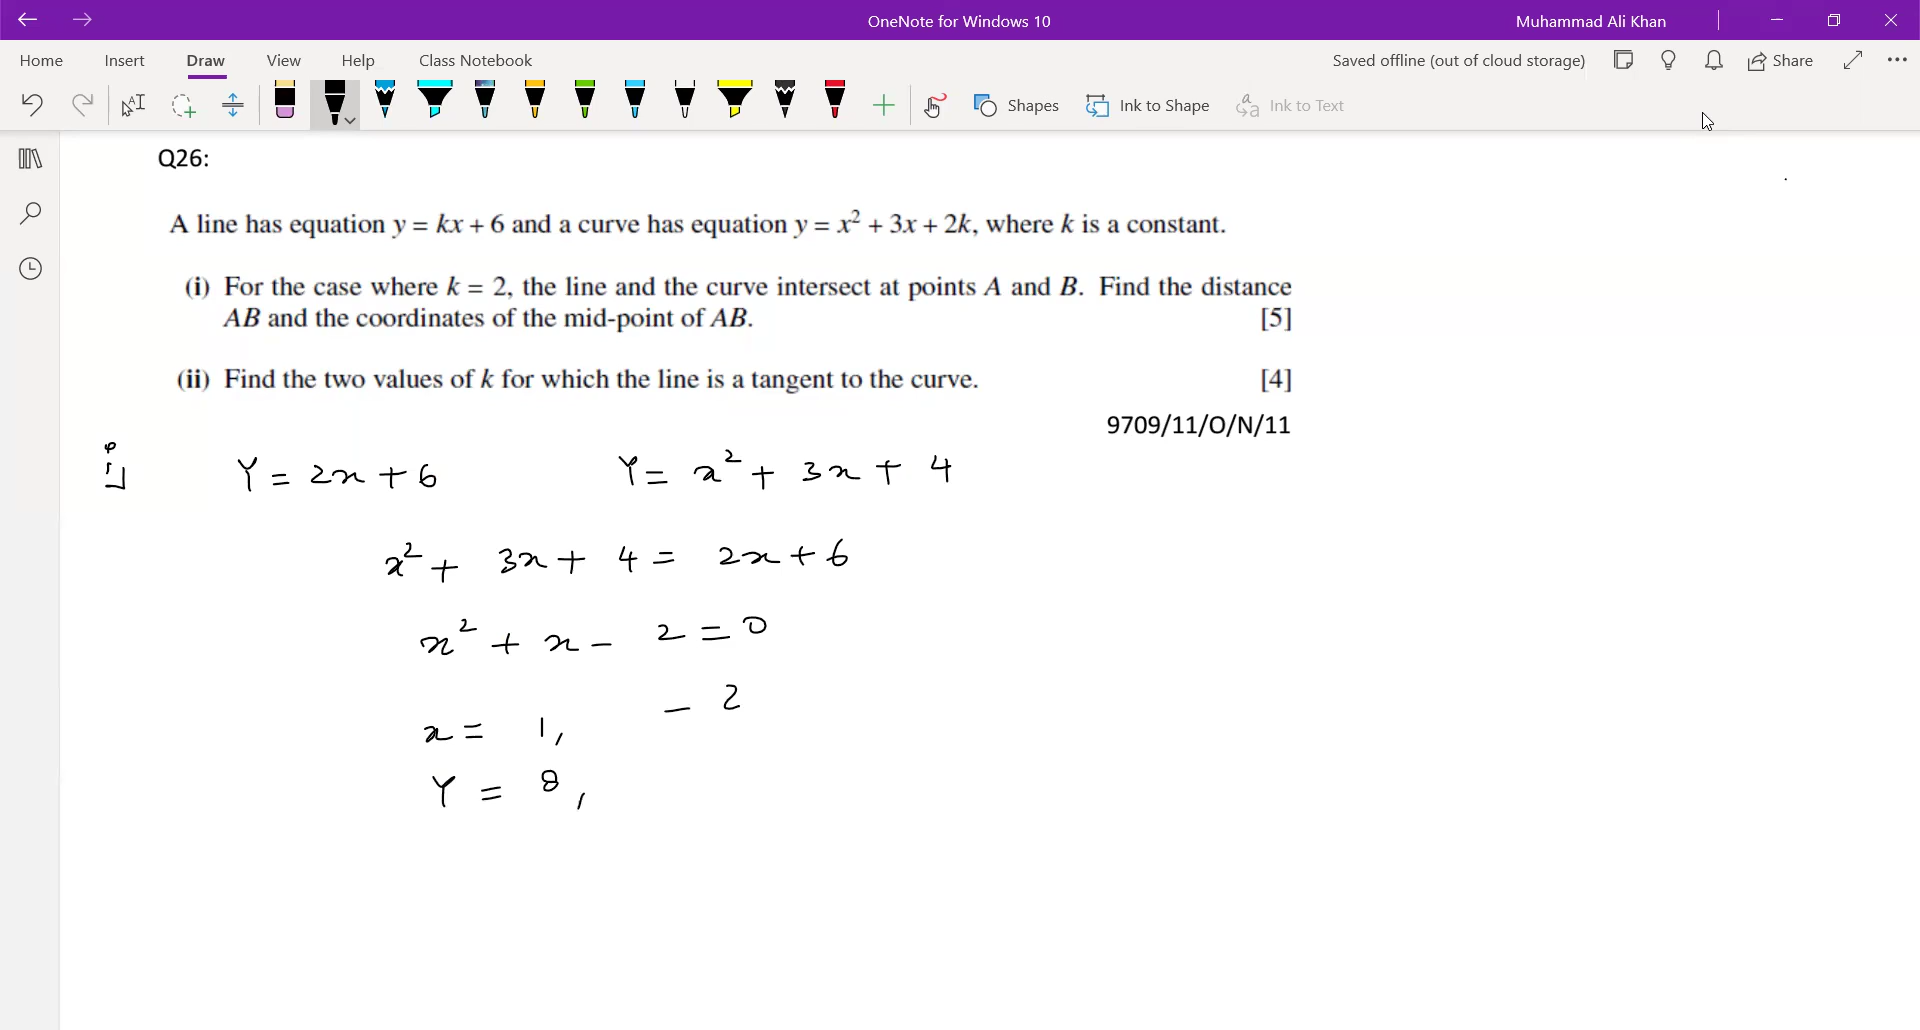 OneNote for Windows 10
Muhammad Ali Khan
Home Insert Draw View Help Class Notebook Saved offline (out of cloud storage) Share
Shapes Ink to Shape Ink to Text
Q26:
A line has equation y = kx + 6 and a curve has equation y = x² + 3x + 2k, where k is a constant.
(i) For the case where k = 2, the line and the curve intersect at points A and B. Find the distance
AB and the coordinates of the mid-point of AB. [5]
(ii) Find the two values of k for which the line is a tangent to the curve. [4]
9709/11/O/N/11
Y = 2x + 6 Y = x² + 3x + 4
x² + 3x + 4 = 2x + 6
x² + x - 2 = 0
x = 1, - 2
Y = 8,